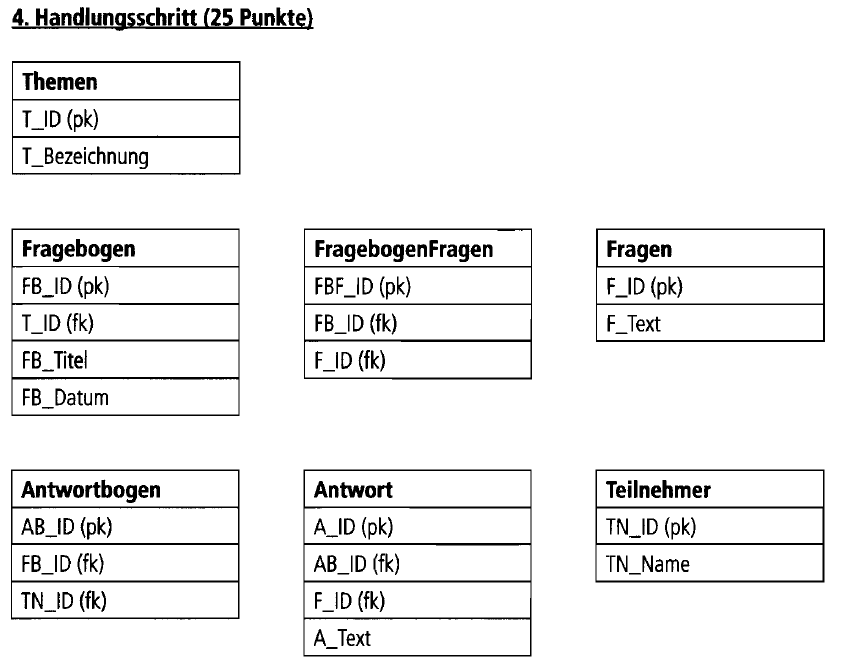 4. Handlungsschritt (25 Punkte)
Themen
T_ID (pk)
T_Bezeichnung
Fragebogen
FB_ID (pk)
T_ID (fk)
FB_Titel
FB_Datum
FragebogenFragen
FBF_ID (pk)
FB_ID (fk)
F_ID (fk)
Fragen
F_ID (pk)
F_Text
Antwortbogen
AB_ID (pk)
FB_ID (fk)
TN_ID (fk)
Antwort
A_ID (pk)
AB_ID (fk)
F_ID (fk)
A_Text
Teilnehmer
TN_ID (pk)
TN_Name